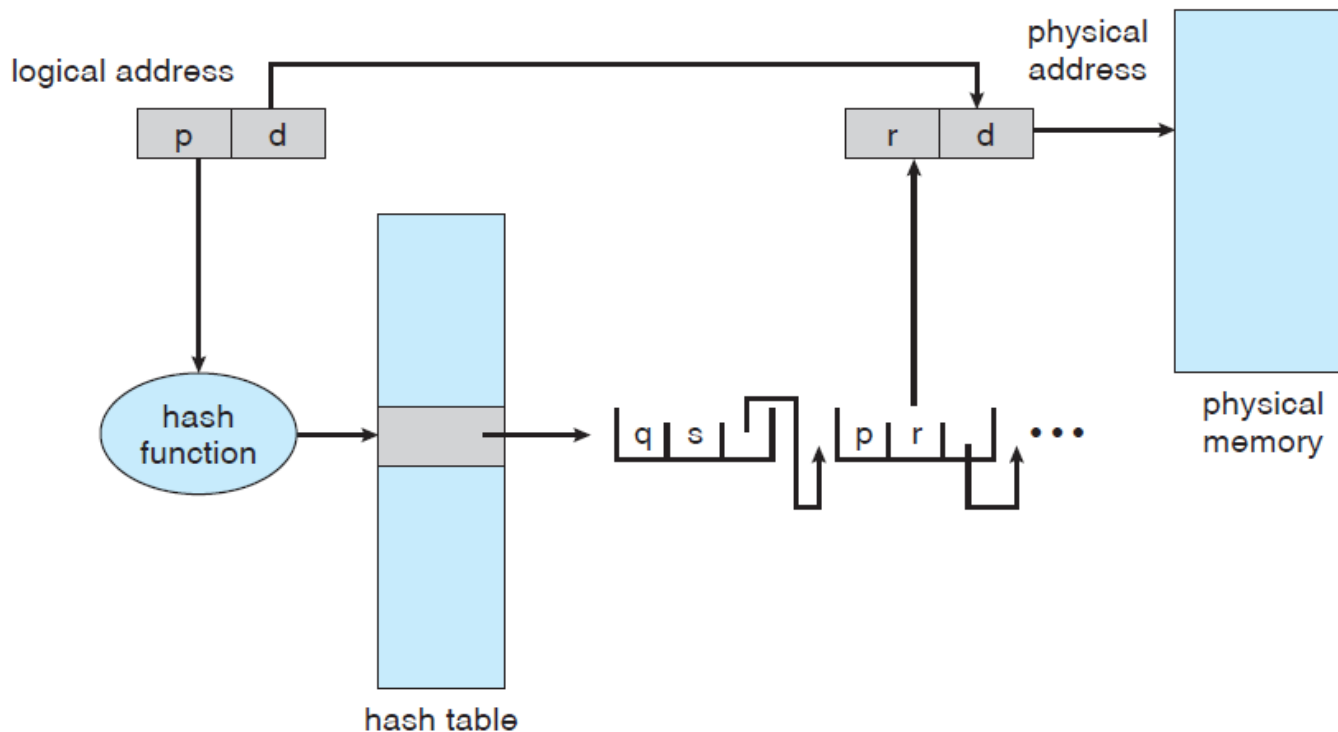 logical address
p d
physical
address
r d
hash
function
q s
p r
•••
physical
memory
hash table